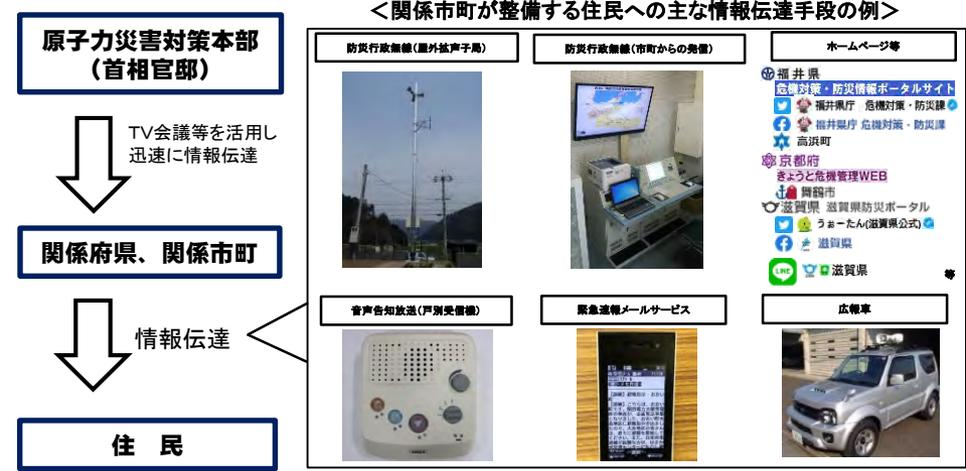 ＜関係市町が整備する住民への主な情報伝達手段の例＞
原子力災害対策本部
（首相官邸）
TV会議等を活用し
迅速に情報伝達
関係府県、関係市町
情報伝達
住　民
防災行政無線（屋外拡声子局）
防災行政無線（市町からの発信）
ホームページ等
福井県
危機対策・防災情報ポータルサイト
福井県庁　危機対策・防災課
福井県庁 危機対策・防災課
高浜町
京都府
きょうと危機管理WEB
舞鶴市
滋賀県 滋賀県防災ポータル
うぉーたん(滋賀県公式)
滋賀県
LINE 滋賀県
等
音声告知放送（戸別受信機）
緊急速報メールサービス
広報車